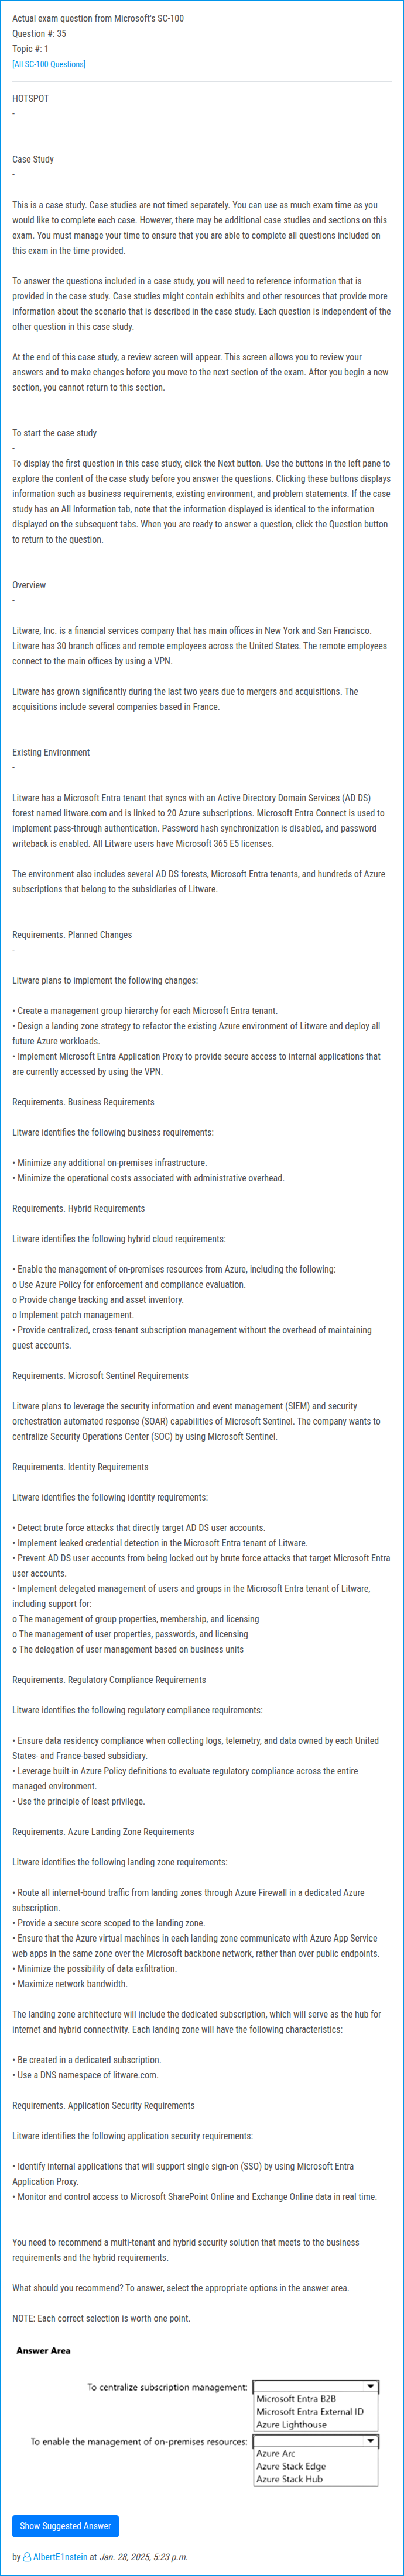 Actual exam question from Microsoft's SC-100
Question #: 35
Topic #: 1
[All SC-100 Questions]
HOTSPOT
-
Case Study
-
This is a case study. Case studies are not timed separately. You can use as much exam time as you
would like to complete each case. However, there may be additional case studies and sections on this
exam. You must manage your time to ensure that you are able to complete all questions included on
this exam in the time provided.
To answer the questions included in a case study, you will need to reference information that is
provided in the case study. Case studies might contain exhibits and other resources that provide more
information about the scenario that is described in the case study. Each question is independent of the
other question in this case study.
At the end of this case study, a review screen will appear. This screen allows you to review your
answers and to make changes before you move to the next section of the exam. After you begin a new
section, you cannot return to this section.
To start the case study
-
To display the first question in this case study, click the Next button. Use the buttons in the left pane to
explore the content of the case study before you answer the questions. Clicking these buttons displays
information such as business requirements, existing environment, and problem statements. If the case
study has an All Information tab, note that the information displayed is identical to the information
displayed on the subsequent tabs. When you are ready to answer a question, click the Question button
to return to the question.
Overview
-
Litware, Inc. is a financial services company that has main offices in New York and San Francisco.
Litware has 30 branch offices and remote employees across the United States. The remote employees
connect to the main offices by using a VPN.
Litware has grown significantly during the last two years due to mergers and acquisitions. The
acquisitions include several companies based in France.
Existing Environment
-
Litware has a Microsoft Entra tenant that syncs with an Active Directory Domain Services (AD DS)
forest named litware.com and is linked to 20 Azure subscriptions. Microsoft Entra Connect is used to
implement pass-through authentication. Password hash synchronization is disabled, and password
writeback is enabled. All Litware users have Microsoft 365 E5 licenses.
The environment also includes several AD DS forests, Microsoft Entra tenants, and hundreds of Azure
subscriptions that belong to the subsidiaries of Litware.
Requirements. Planned Changes
-
Litware plans to implement the following changes:
• Create a management group hierarchy for each Microsoft Entra tenant.
• Design a landing zone strategy to refactor the existing Azure environment of Litware and deploy all
future Azure workloads.
• Implement Microsoft Entra Application Proxy to provide secure access to internal applications that
are currently accessed by using the VPN.
Requirements. Business Requirements
Litware identifies the following business requirements:
• Minimize any additional on-premises infrastructure.
• Minimize the operational costs associated with administrative overhead.
Requirements. Hybrid Requirements
Litware identifies the following hybrid cloud requirements:
• Enable the management of on-premises resources from Azure, including the following:
o Use Azure Policy for enforcement and compliance evaluation.
o Provide change tracking and asset inventory.
o Implement patch management.
• Provide centralized, cross-tenant subscription management without the overhead of maintaining
guest accounts.
Requirements. Microsoft Sentinel Requirements
Litware plans to leverage the security information and event management (SIEM) and security
orchestration automated response (SOAR) capabilities of Microsoft Sentinel. The company wants to
centralize Security Operations Center (SOC) by using Microsoft Sentinel.
Requirements. Identity Requirements
Litware identifies the following identity requirements:
• Detect brute force attacks that directly target AD DS user accounts.
• Implement leaked credential detection in the Microsoft Entra tenant of Litware.
• Prevent AD DS user accounts from being locked out by brute force attacks that target Microsoft Entra
user accounts.
• Implement delegated management of users and groups in the Microsoft Entra tenant of Litware,
including support for:
o The management of group properties, membership, and licensing
o The management of user properties, passwords, and licensing
o The delegation of user management based on business units
Requirements. Regulatory Compliance Requirements
Litware identifies the following regulatory compliance requirements:
• Ensure data residency compliance when collecting logs, telemetry, and data owned by each United
States- and France-based subsidiary.
• Leverage built-in Azure Policy definitions to evaluate regulatory compliance across the entire
managed environment.
• Use the principle of least privilege.
Requirements. Azure Landing Zone Requirements
Litware identifies the following landing zone requirements:
• Route all internet-bound traffic from landing zones through Azure Firewall in a dedicated Azure
subscription.
• Provide a secure score scoped to the landing zone.
• Ensure that the Azure virtual machines in each landing zone communicate with Azure App Service
web apps in the same zone over the Microsoft backbone network, rather than over public endpoints.
• Minimize the possibility of data exfiltration.
• Maximize network bandwidth.
The landing zone architecture will include the dedicated subscription, which will serve as the hub for
internet and hybrid connectivity. Each landing zone will have the following characteristics:
• Be created in a dedicated subscription.
• Use a DNS namespace of litware.com.
Requirements. Application Security Requirements
Litware identifies the following application security requirements:
• Identify internal applications that will support single sign-on (SSO) by using Microsoft Entra
Application Proxy.
• Monitor and control access to Microsoft SharePoint Online and Exchange Online data in real time.
You need to recommend a multi-tenant and hybrid security solution that meets to the business
requirements and the hybrid requirements.
What should you recommend? To answer, select the appropriate options in the answer area.
NOTE: Each correct selection is worth one point.
Answer Area
To centralize subscription management:
Microsoft Entra B2B
Microsoft Entra External ID
Azure Lighthouse
To enable the management of on-premises resources:
Azure Arc
Azure Stack Edge
Azure Stack Hub
Show Suggested Answer
by AlbertE1nstein at Jan. 28, 2025, 5:23 p.m.